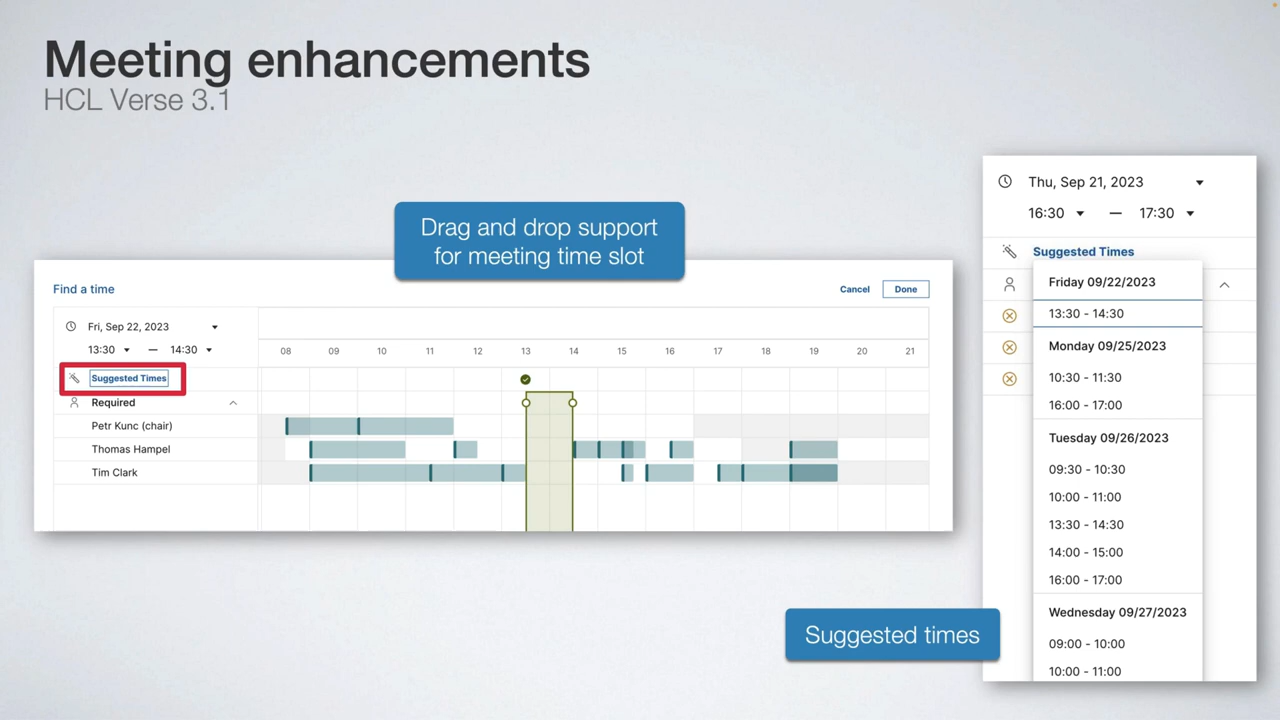 Meeting enhancements
HCL Verse 3.1
Drag and drop support
for meeting time slot
Find a time
Cancel
Done
Fri, Sep 22, 2023
13:30 — 14:30
08 09 10 11 12 13 14 15 16 17 18 19 20 21
Suggested Times
Required
Petr Kunc (chair)
Thomas Hampel
Tim Clark
Thu, Sep 21, 2023
16:30 — 17:30
Suggested Times
Friday 09/22/2023
13:30 - 14:30
Monday 09/25/2023
10:30 - 11:30
16:00 - 17:00
Tuesday 09/26/2023
09:30 - 10:30
10:00 - 11:00
13:30 - 14:30
14:00 - 15:00
16:00 - 17:00
Wednesday 09/27/2023
09:00 - 10:00
10:00 - 11:00
Suggested times